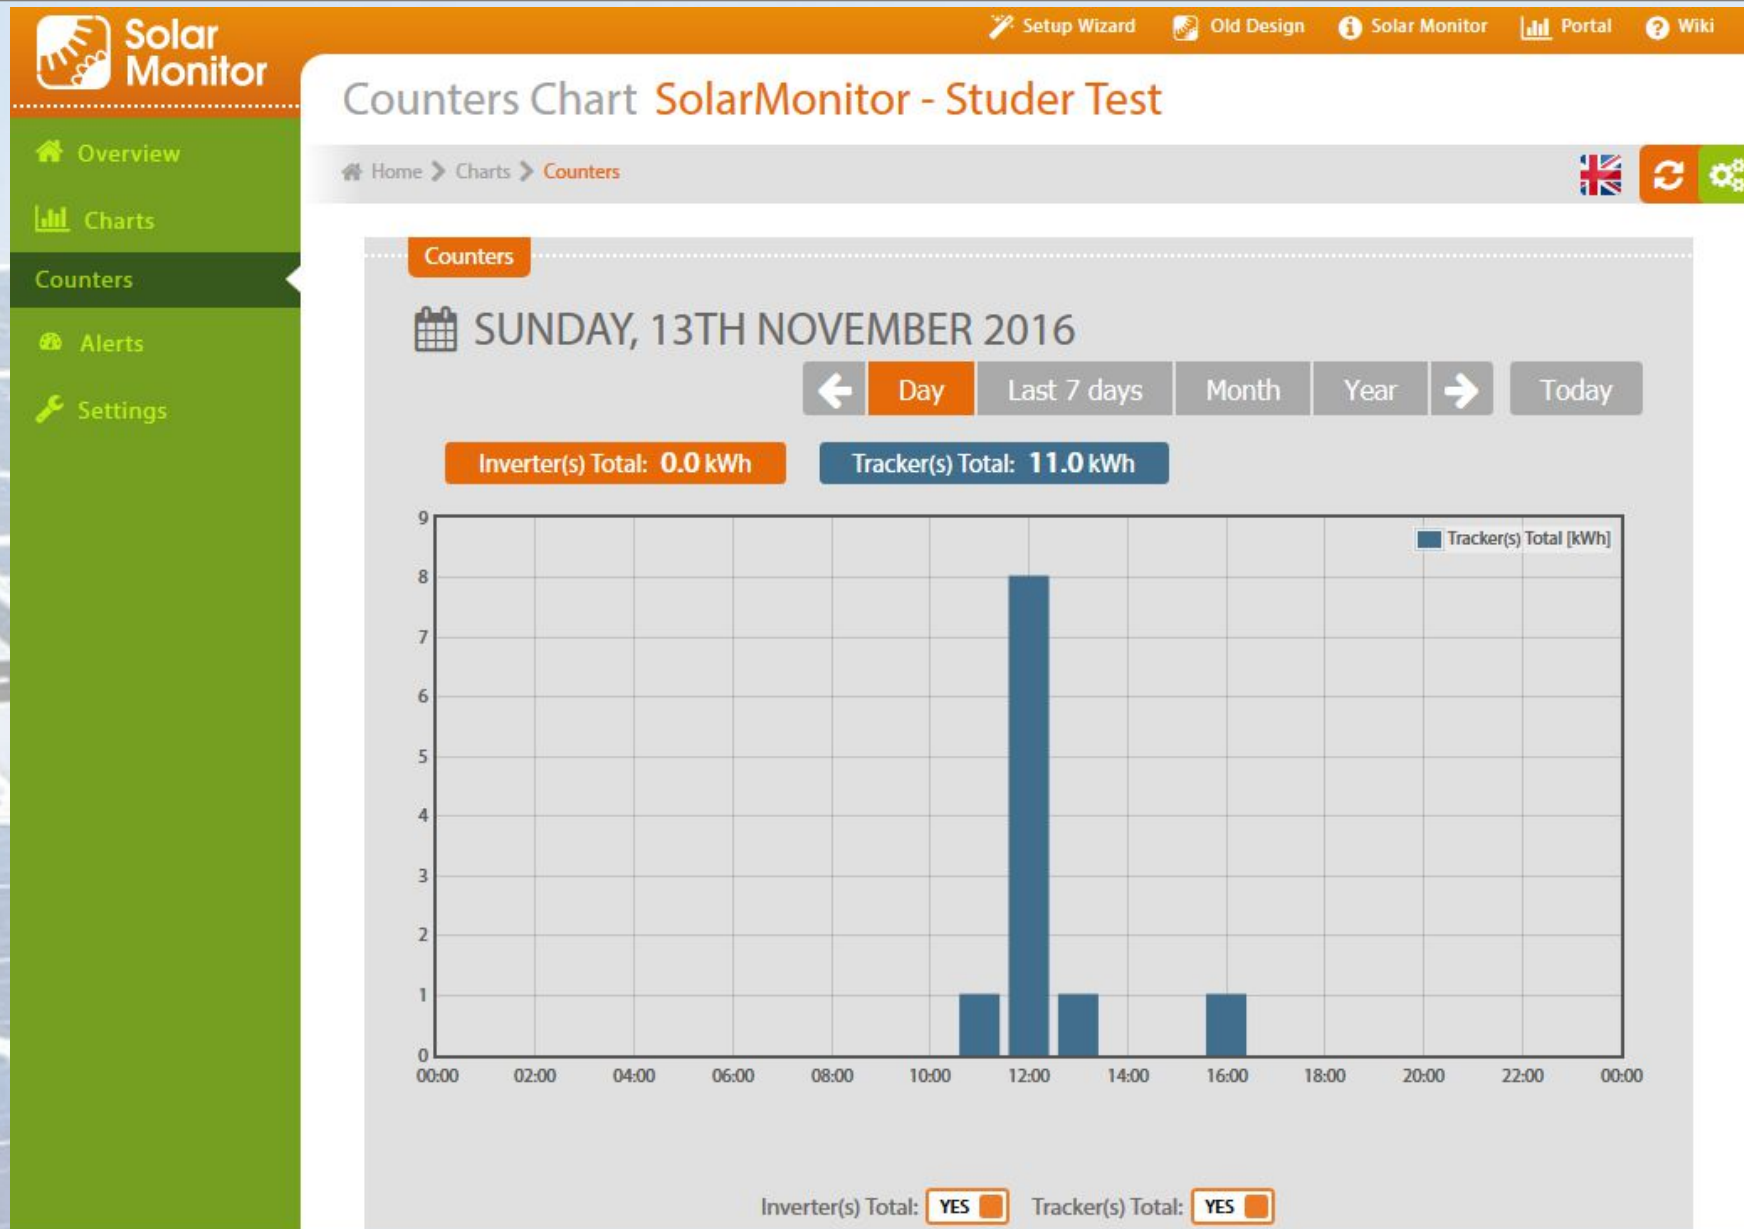 Solar
Monitor
Setup Wizard Old Design Solar Monitor Portal Wiki
Counters Chart SolarMonitor - Studer Test
Home Charts Counters
Overview
Charts
Counters
Alerts
Settings
Counters
SUNDAY, 13TH NOVEMBER 2016
Day Last 7 days Month Year Today
Inverter(s) Total: 0.0 kWh Tracker(s) Total: 11.0 kWh
Tracker(s) Total [kWh]
9
8
7
6
5
4
3
2
1
0
00:00 02:00 04:00 06:00 08:00 10:00 12:00 14:00 16:00 18:00 20:00 22:00 00:00
Inverter(s) Total: YES Tracker(s) Total: YES